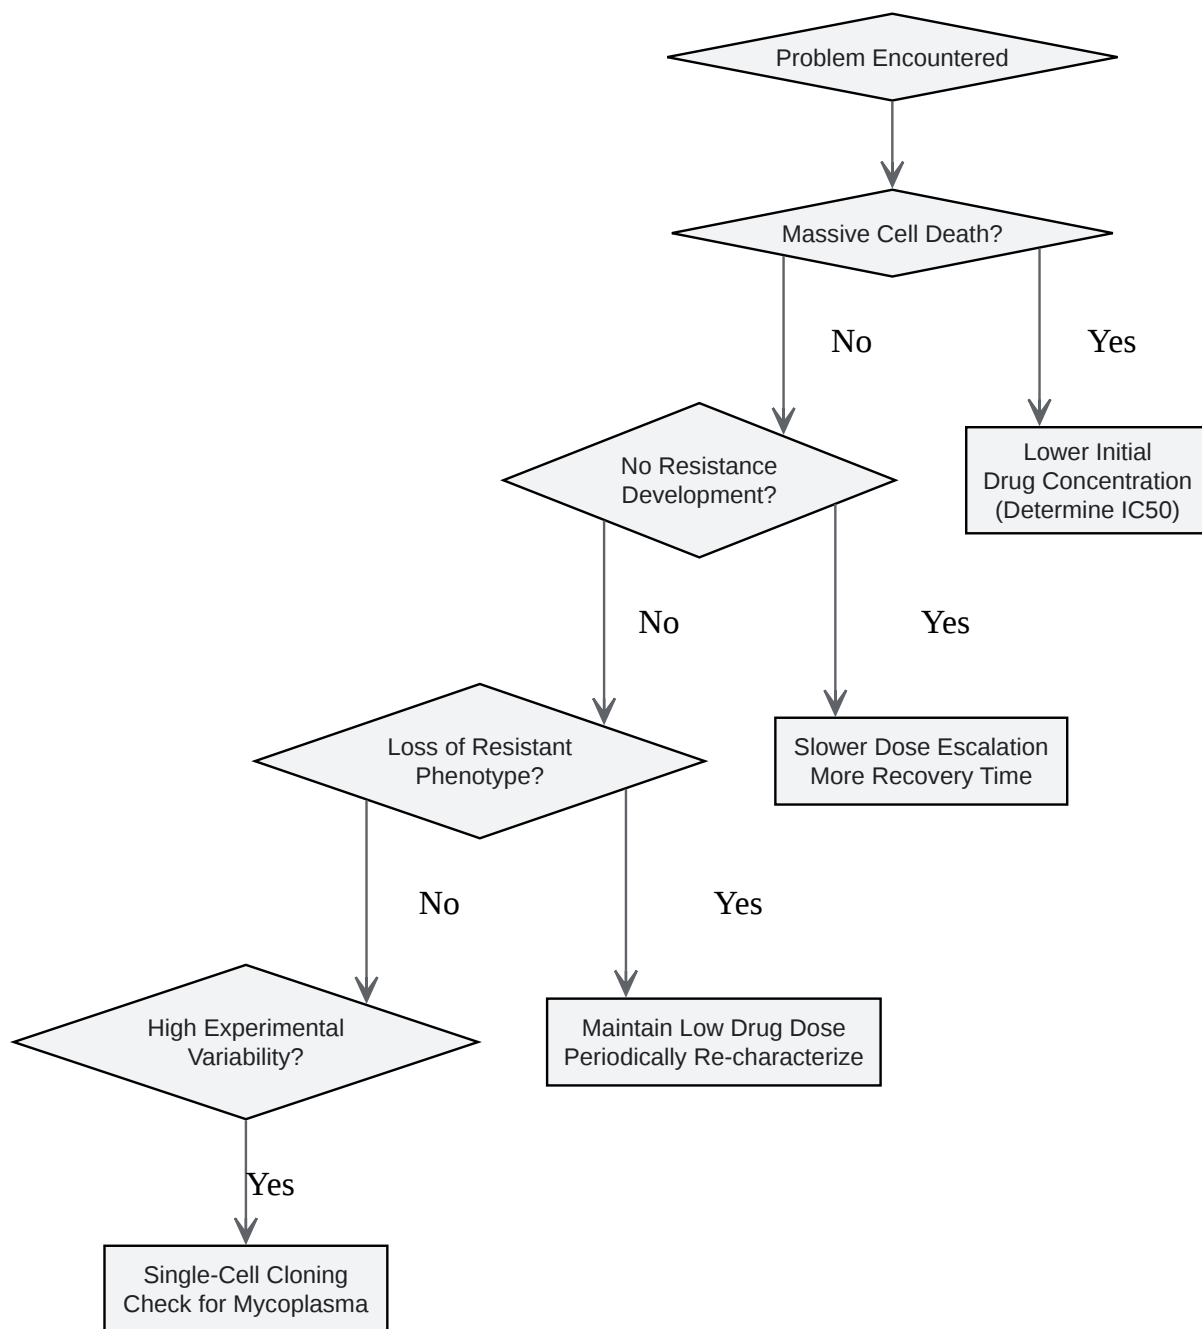 Problem Encountered
Massive Cell Death?
No
Yes
Lower Initial
Drug Concentration
(Determine IC50)
No Resistance
Development?
No
Yes
Slower Dose Escalation
More Recovery Time
Loss of Resistant
Phenotype?
No
Yes
Maintain Low Drug Dose
Periodically Re-characterize
High Experimental
Variability?
Yes
Single-Cell Cloning
Check for Mycoplasma